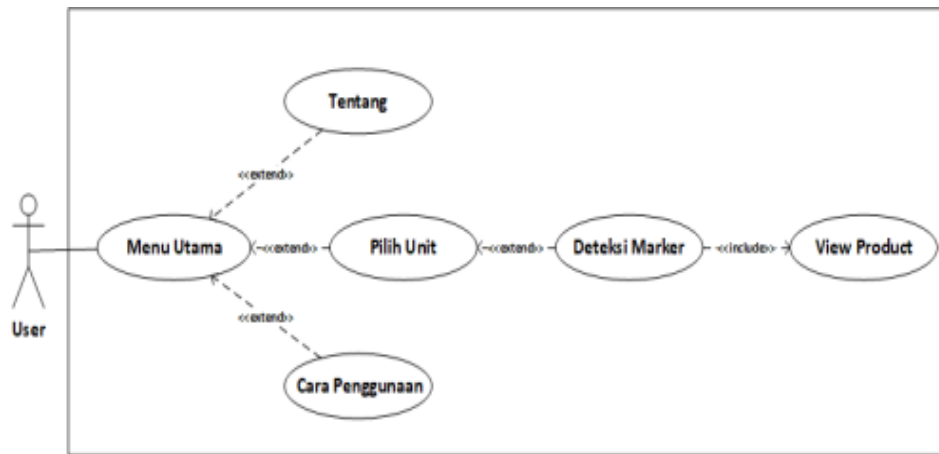 Tentang
<<extend>>
Menu Utama
<<extend>>
Pilih Unit
<<extend>>
Deteksi Marker
<<include>>
View Product
<<extend>>
User
Cara Penggunaan